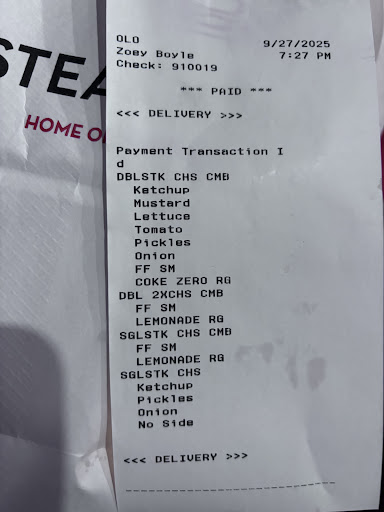 STEA
HOME O
OLO 9/27/2025
Zoey Boyle 7:27 PM
Check: 910019
*** PAID ***
<<< DELIVERY >>>
Payment Transaction I
d
DBLSTK CHS CMB
Ketchup
Mustard
Lettuce
Tomato
Pickles
Onion
FF SM
COKE ZERO RG
DBL 2XCHS CMB
FF SM
LEMONADE RG
SGLSTK CHS CMB
FF SM
LEMONADE RG
SGLSTK CHS
Ketchup
Pickles
Onion
No Side
<<< DELIVERY >>>